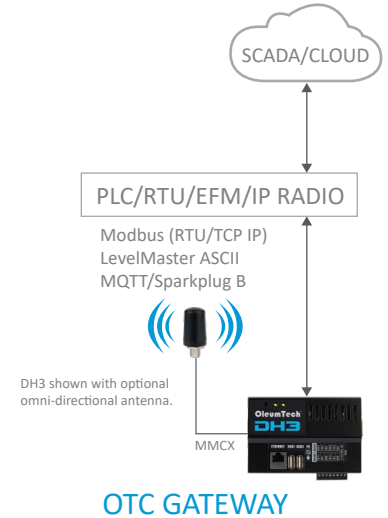 SCADA/CLOUD
PLC/RTU/EFM/IP RADIO
Modbus (RTU/TCP IP)
LevelMaster ASCII
MQTT/Sparkplug B
DH3 shown with optional
omni-directional antenna.
OleumTech
DH3
MMCX
ETHERNET
OTC GATEWAY